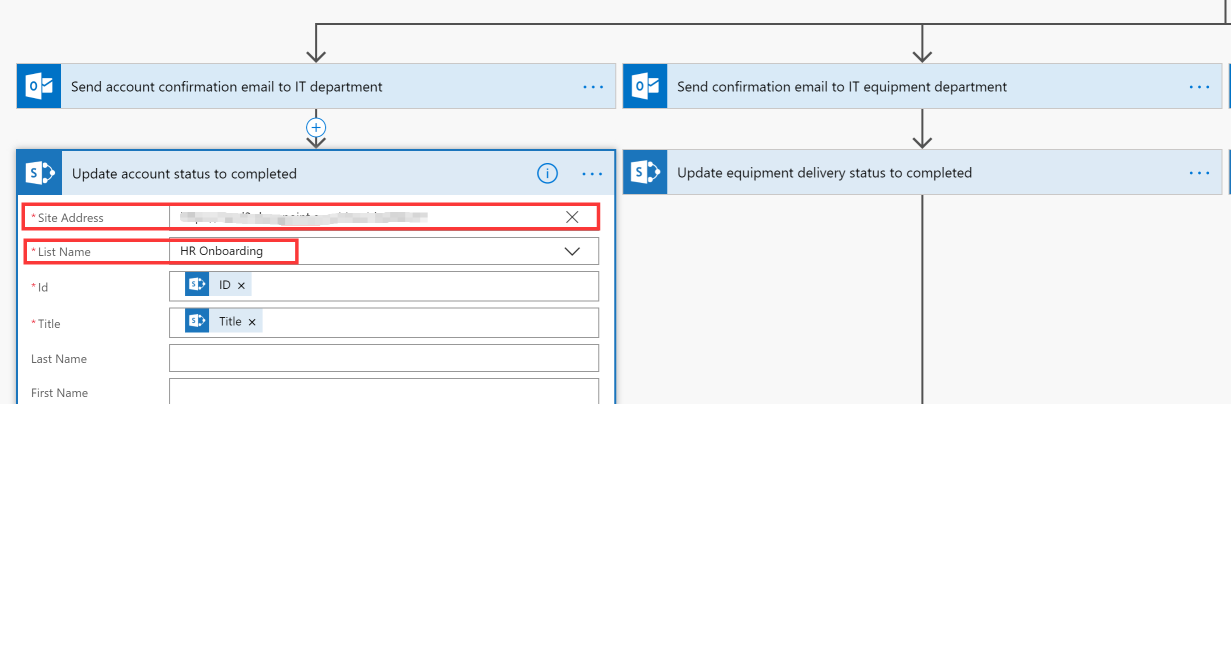 Send account confirmation email to IT department
Send confirmation email to IT equipment department
Update account status to completed
Update equipment delivery status to completed
* Site Address
* List Name HR Onboarding
* Id ID
* Title Title
Last Name
First Name